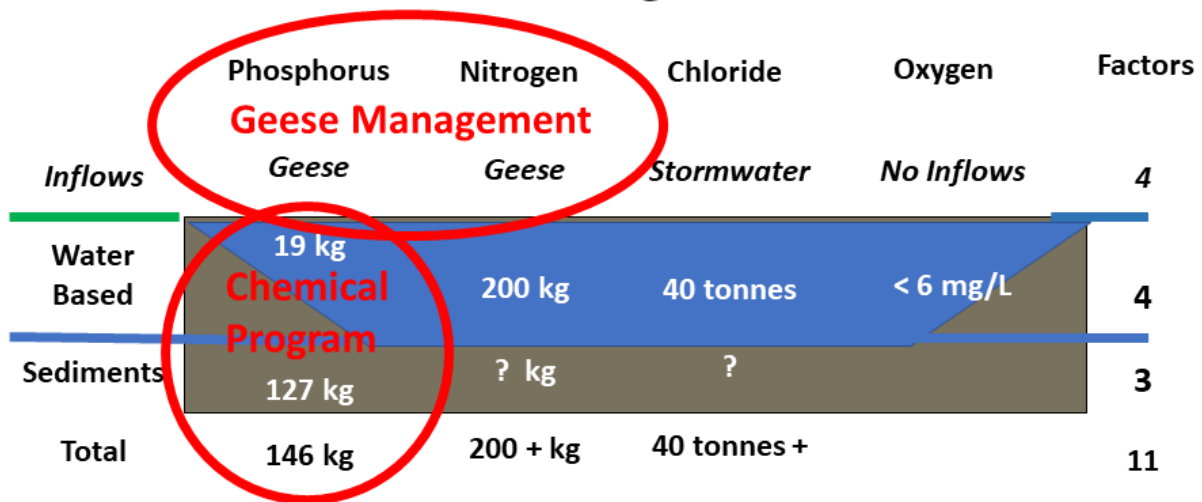 Phosphorus Nitrogen Chloride Oxygen Factors
Geese Management
Inflows Geese Geese Stormwater No Inflows 4
Water Based 19 kg 200 kg 40 tonnes < 6 mg/L 4
Chemical
Program
Sediments 127 kg ? kg ? 3
Total 146 kg 200 + kg 40 tonnes + 11